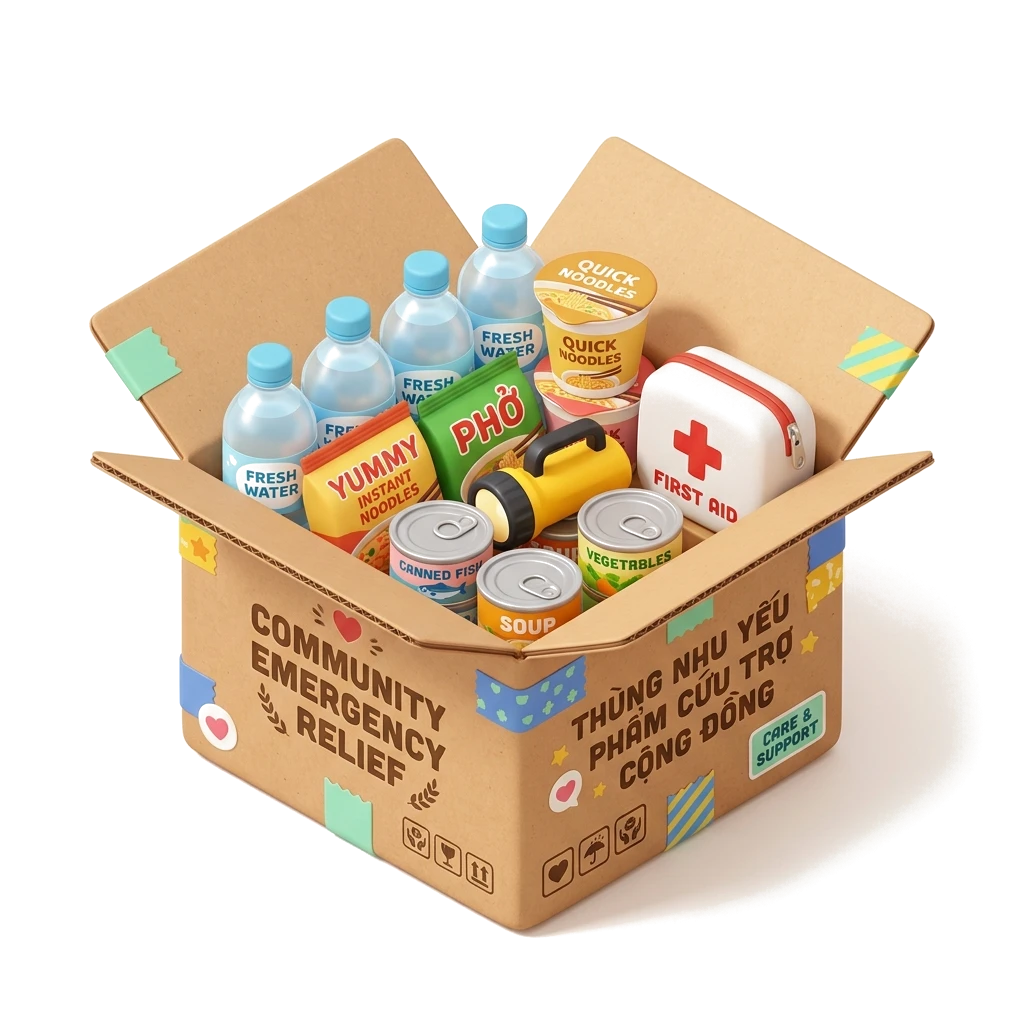 QUICK
NOODLES
QUICK
NOODLES
FRESH
WATER
FRESH
FRESH
WATER
PHỞ
YUMMY
INSTANT
NOODLES
FIRST AID
CANNED FISH
VEGETABLES
SOUP
COMMUNITY
EMERGENCY
RELIEF
THÙNG NHU YẾU
PHẨM CỨU TRỢ
CỘNG ĐỒNG
CARE &
SUPPORT